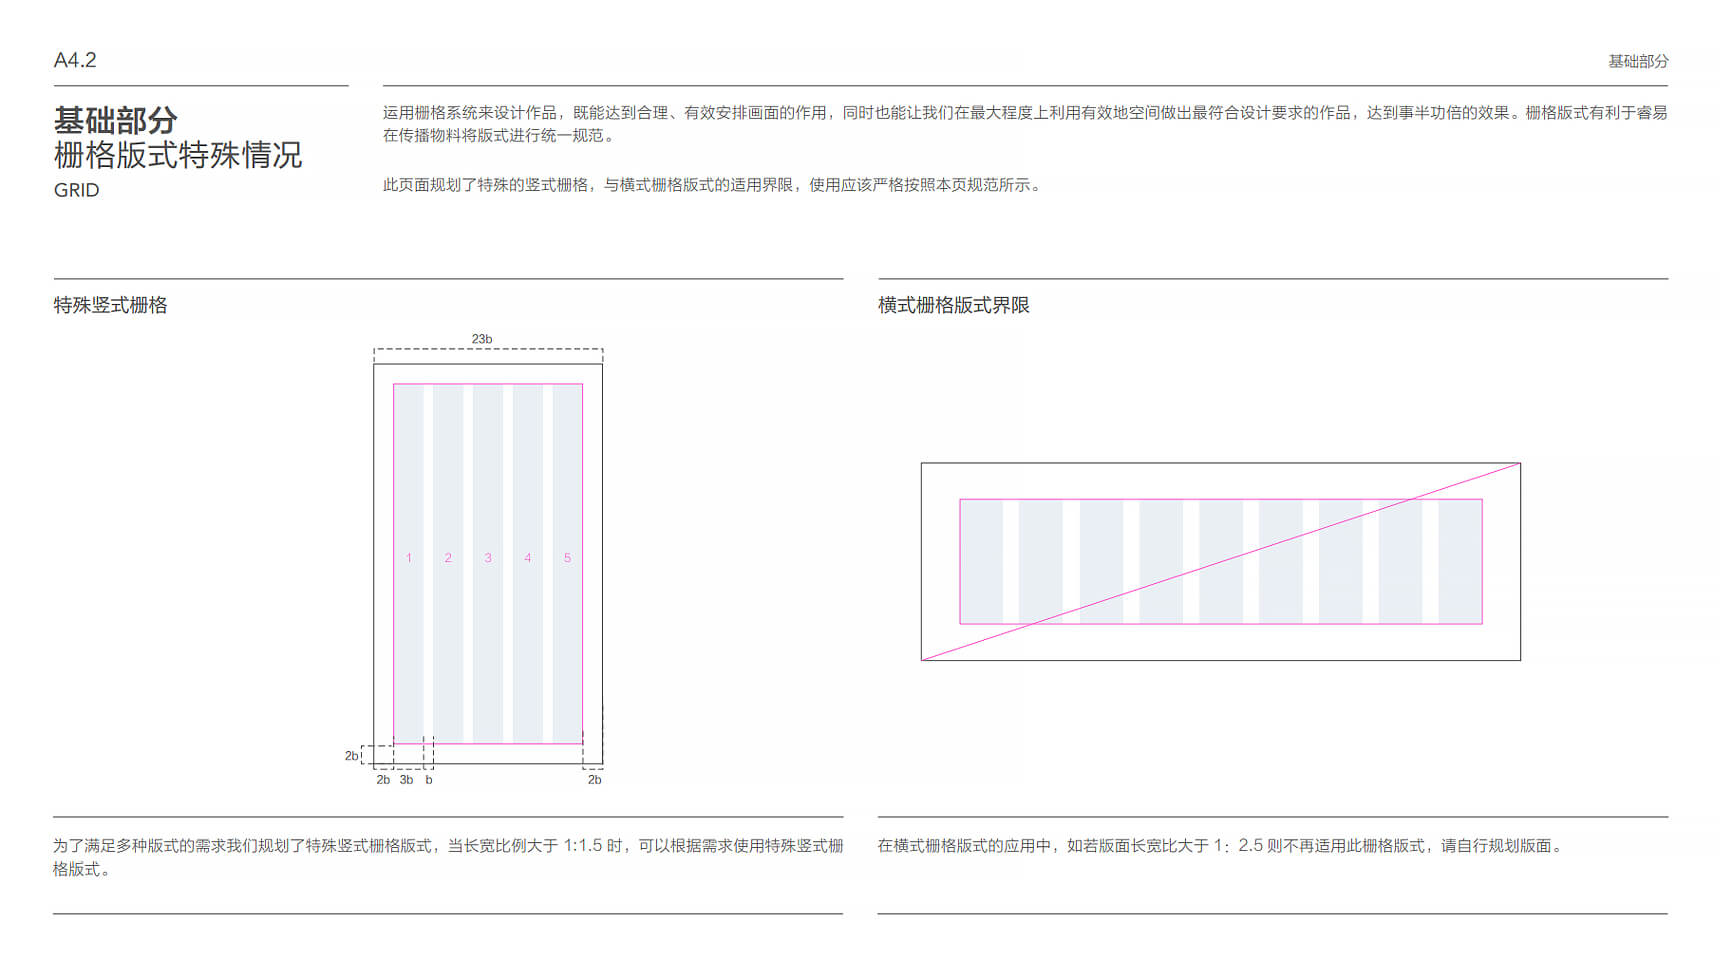 A4.2
基础部分
基础部分
栅格版式特殊情况
GRID
运用栅格系统来设计作品，既能达到合理、有效安排画面的作用，同时也能让我们在最大程度上利用有效地空间做出最符合设计要求的作品，达到事半功倍的效果。栅格版式有利于睿易
在传播物料将版式进行统一规范。
此页面规划了特殊的竖式栅格，与横式栅格版式的适用界限，使用应该严格按照本页规范所示。
特殊竖式栅格
23b
1 2 3 4 5
2b
2b 3b b 2b
为了满足多种版式的需求我们规划了特殊竖式栅格版式，当长宽比例大于 1:1.5 时，可以根据需求使用特殊竖式栅
格版式。
横式栅格版式界限
在横式栅格版式的应用中，如若版面长宽比大于 1：2.5 则不再适用此栅格版式，请自行规划版面。